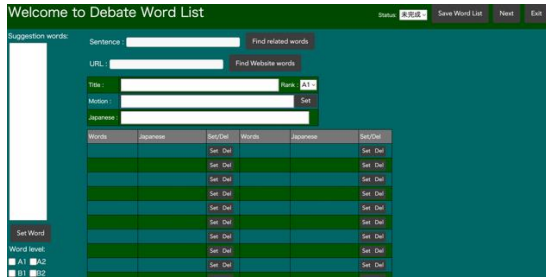 Welcome to Debate Word List
Status 未完成 Save Word List Next Exit
Suggestion words:
Sentence : Find related words
URL : Find Website words
Title : Rank : A1
Motion : Set
Japanese :
Words Japanese Set/Del Words Japanese Set/Del
Set Del Set Del
Set Del Set Del
Set Del Set Del
Set Del Set Del
Set Del Set Del
Set Del Set Del
Set Del Set Del
Set Del Set Del
Set Del Set Del
Set Word
Word level:
A1 A2
B1 B2